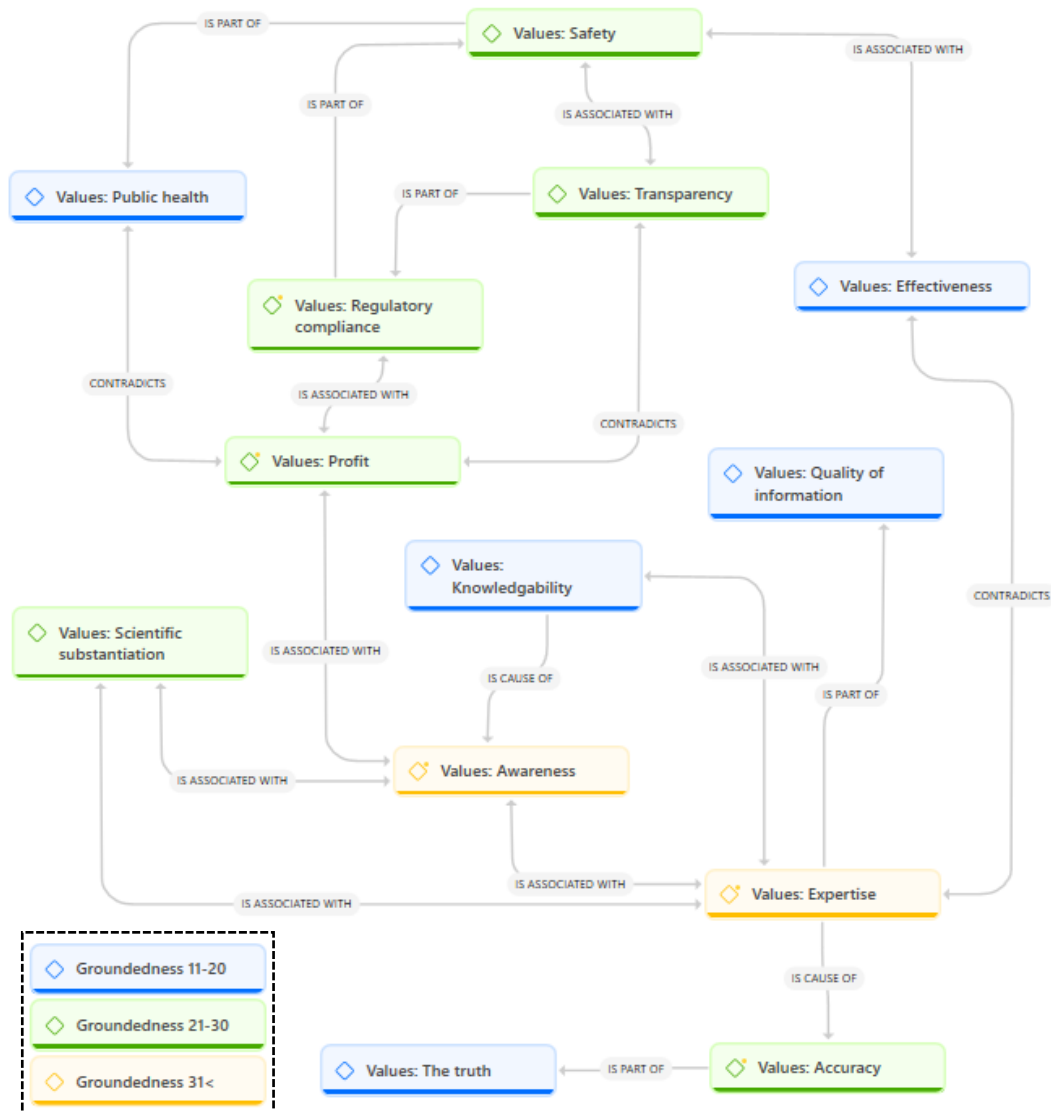 IS PART OF
Values: Safety
IS ASSOCIATED WITH
IS PART OF
IS ASSOCIATED WITH
Values: Public health
IS PART OF
Values: Transparency
Values: Effectiveness
Values: Regulatory
compliance
CONTRADICTS
IS ASSOCIATED WITH
CONTRADICTS
Values: Profit
Values: Quality of
information
Values:
Knowledgability
CONTRADICTS
Values: Scientific
substantiation
IS ASSOCIATED WITH
IS CAUSE OF
IS ASSOCIATED WITH
IS PART OF
Values: Awareness
IS ASSOCIATED WITH
IS ASSOCIATED WITH
Values: Expertise
IS ASSOCIATED WITH
Groundedness 11-20
IS CAUSE OF
Groundedness 21-30
Groundedness 31<
Values: The truth
IS PART OF
Values: Accuracy